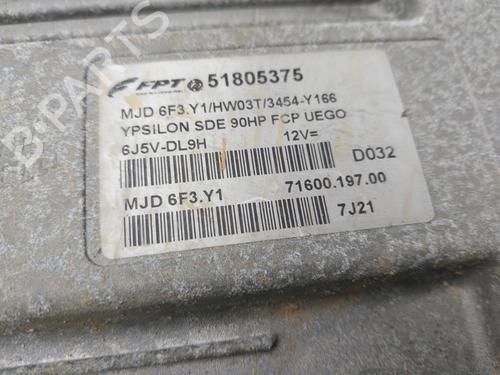 FPT 51805375
MJD 6F3.Y1/HW03T/3454-Y166
YPSILON SDE 90HP FCP UEGO
6J5V-DL9H 12V=
D032
MJD 6F3.Y1 71600.197.00
7J21